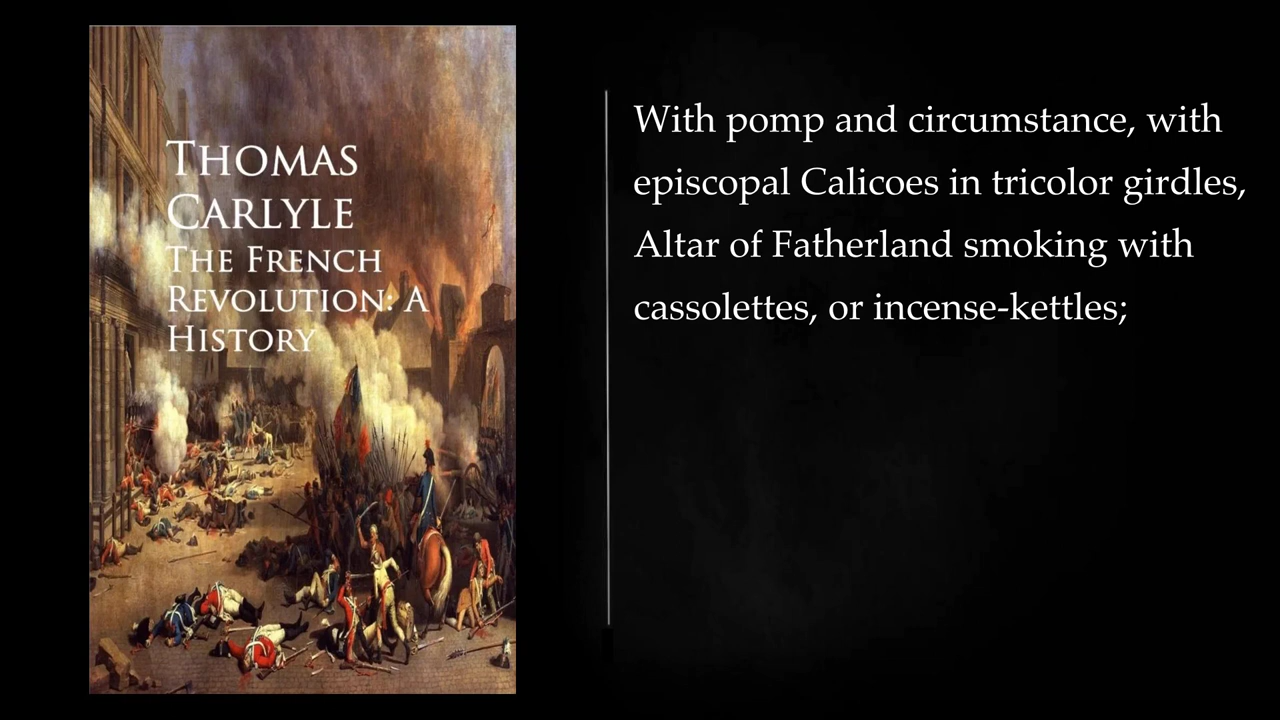 THOMAS
CARLYLE
THE FRENCH
REVOLUTION: A
HISTORY
With pomp and circumstance, with
episcopal Calicoes in tricolor girdles,
Altar of Fatherland smoking with
cassolettes, or incense-kettles;